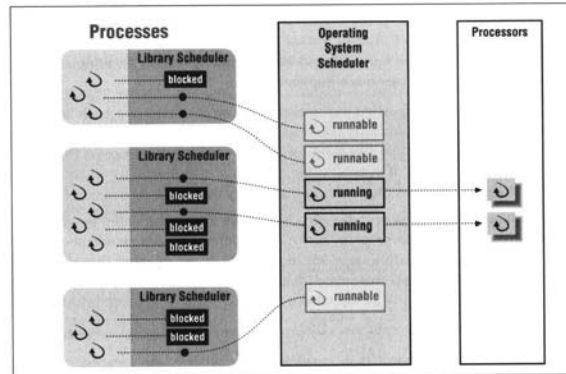 Processes
Operating
System
Scheduler
Processors
Library Scheduler
blocked
runnable
runnable
Library Scheduler
blocked
blocked
blocked
running
running
Library Scheduler
blocked
blocked
runnable